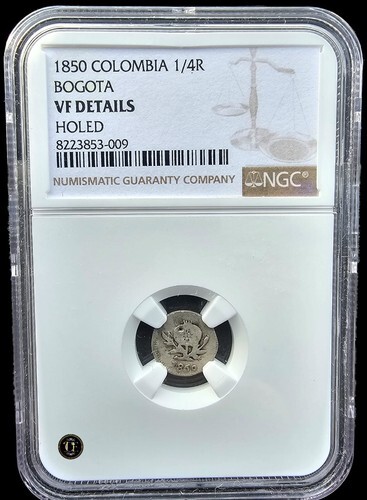 1850 COLOMBIA 1/4R
BOGOTA
VF DETAILS
HOLED
8223853-009
NUMISMATIC GUARANTY COMPANY NGC®